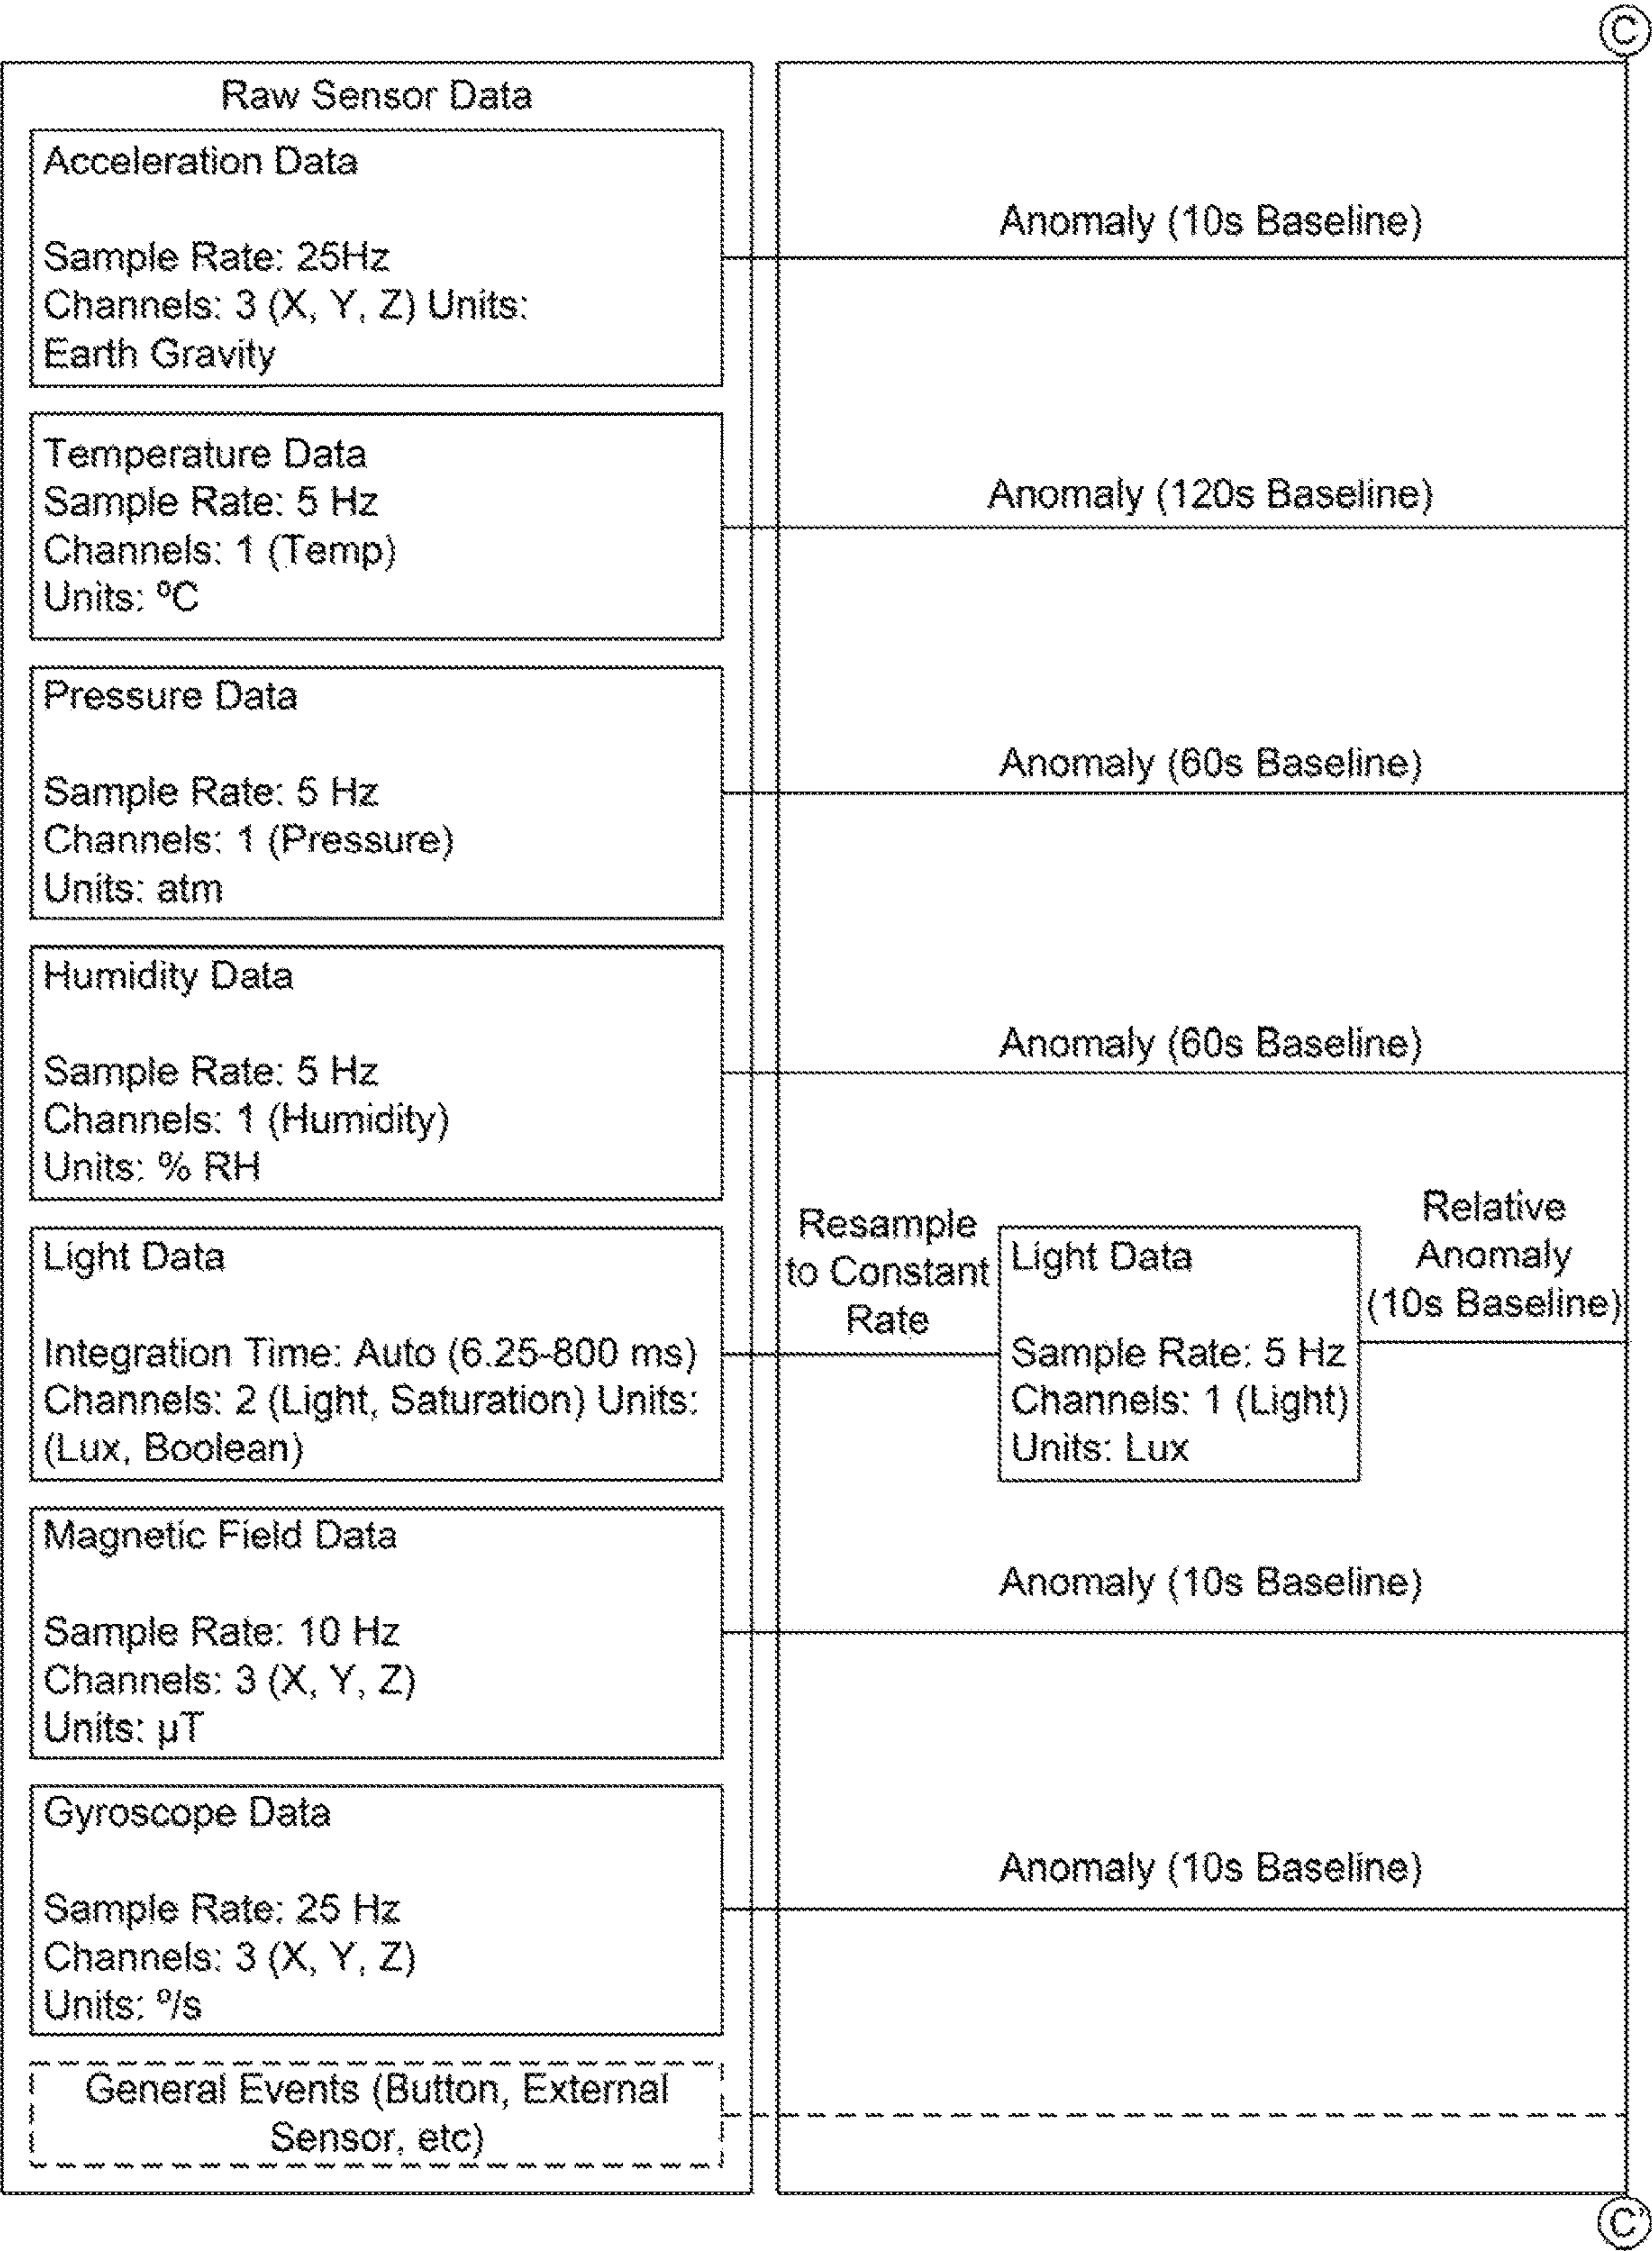 C
Raw Sensor Data
Acceleration Data
Sample Rate: 25Hz
Channels: 3 (X, Y, Z) Units:
Earth Gravity
Anomaly (10s Baseline)
Temperature Data
Sample Rate: 5 Hz
Channels: 1 (Temp)
Units: ºC
Anomaly (120s Baseline)
Pressure Data
Sample Rate: 5 Hz
Channels: 1 (Pressure)
Units: atm
Anomaly (60s Baseline)
Humidity Data
Sample Rate: 5 Hz
Channels: 1 (Humidity)
Units: % RH
Anomaly (60s Baseline)
Light Data
Integration Time: Auto (6.25-800 ms)
Channels: 2 (Light, Saturation) Units:
(Lux, Boolean)
Resample
to Constant
Rate
Light Data
Sample Rate: 5 Hz
Channels: 1 (Light)
Units: Lux
Relative
Anomaly
(10s Baseline)
Magnetic Field Data
Sample Rate: 10 Hz
Channels: 3 (X, Y, Z)
Units: µT
Anomaly (10s Baseline)
Gyroscope Data
Sample Rate: 25 Hz
Channels: 3 (X, Y, Z)
Units: º/s
Anomaly (10s Baseline)
General Events (Button, External
Sensor, etc)
C'